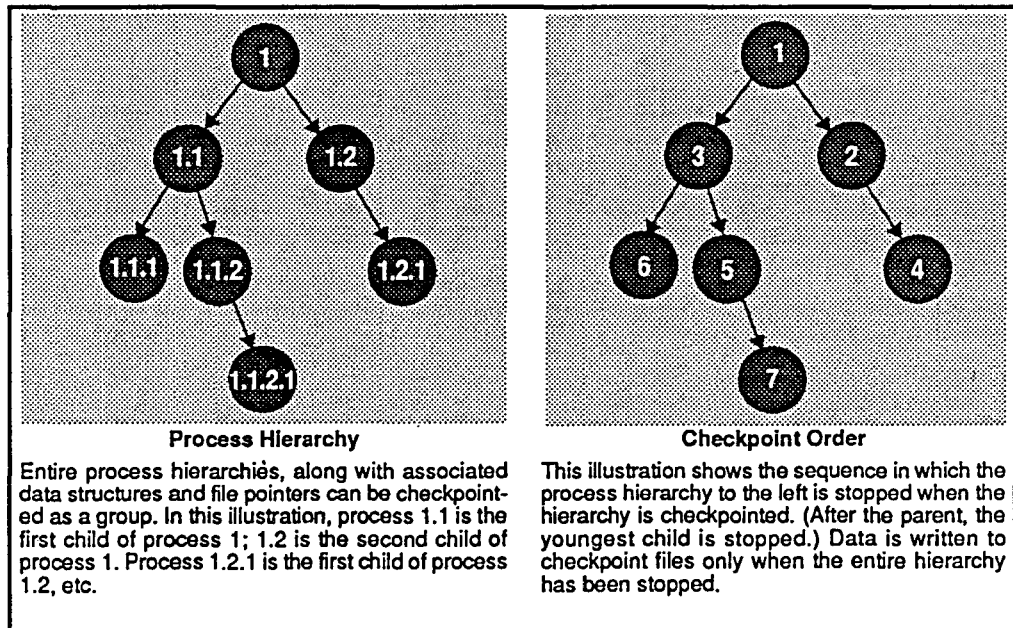 1
1.1
1.2
1.1.1
1.1.2
1.2.1
1.1.2.1
Process Hierarchy
Entire process hierarchies, along with associated
data structures and file pointers can be checkpoint-
ed as a group. In this illustration, process 1.1 is the
first child of process 1; 1.2 is the second child of
process 1. Process 1.2.1 is the first child of process
1.2, etc.
1
3
2
6
5
4
7
Checkpoint Order
This illustration shows the sequence in which the
process hierarchy to the left is stopped when the
hierarchy is checkpointed. (After the parent, the
youngest child is stopped.) Data is written to
checkpoint files only when the entire hierarchy
has been stopped.